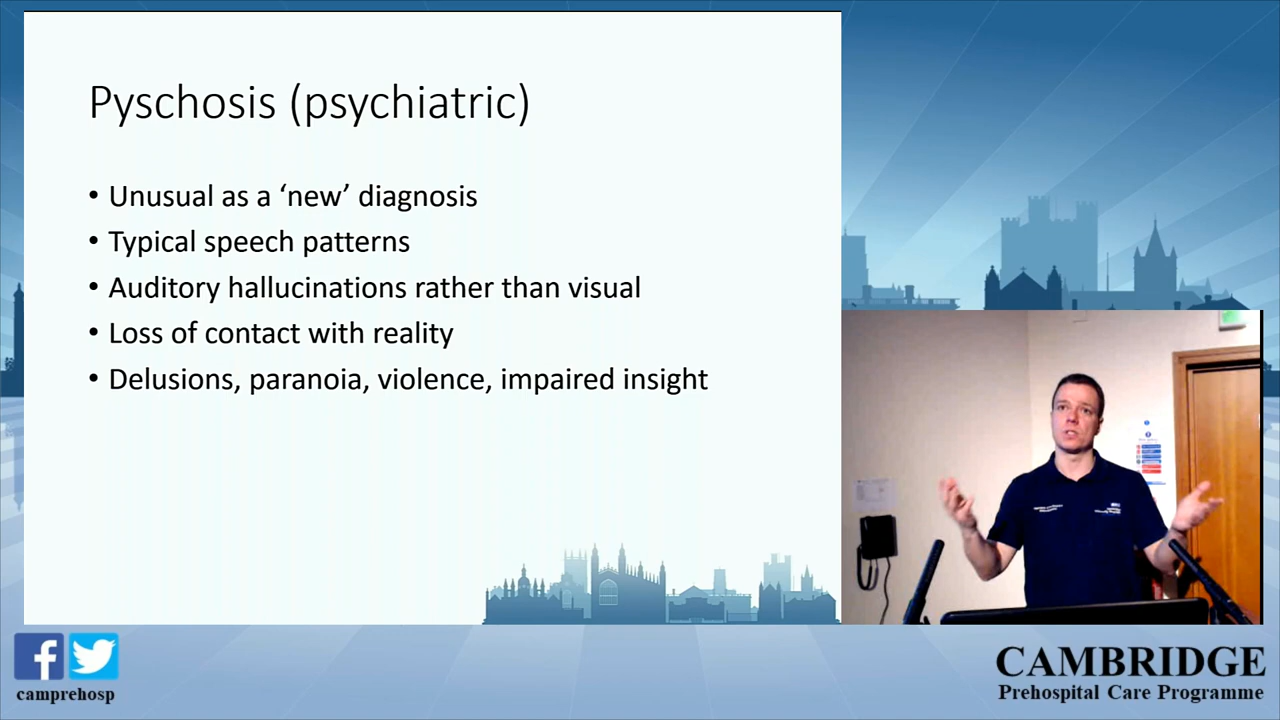 Pyschosis (psychiatric)
• Unusual as a ‘new’ diagnosis
• Typical speech patterns
• Auditory hallucinations rather than visual
• Loss of contact with reality
• Delusions, paranoia, violence, impaired insight
camprehosp
CAMBRIDGE
Prehospital Care Programme